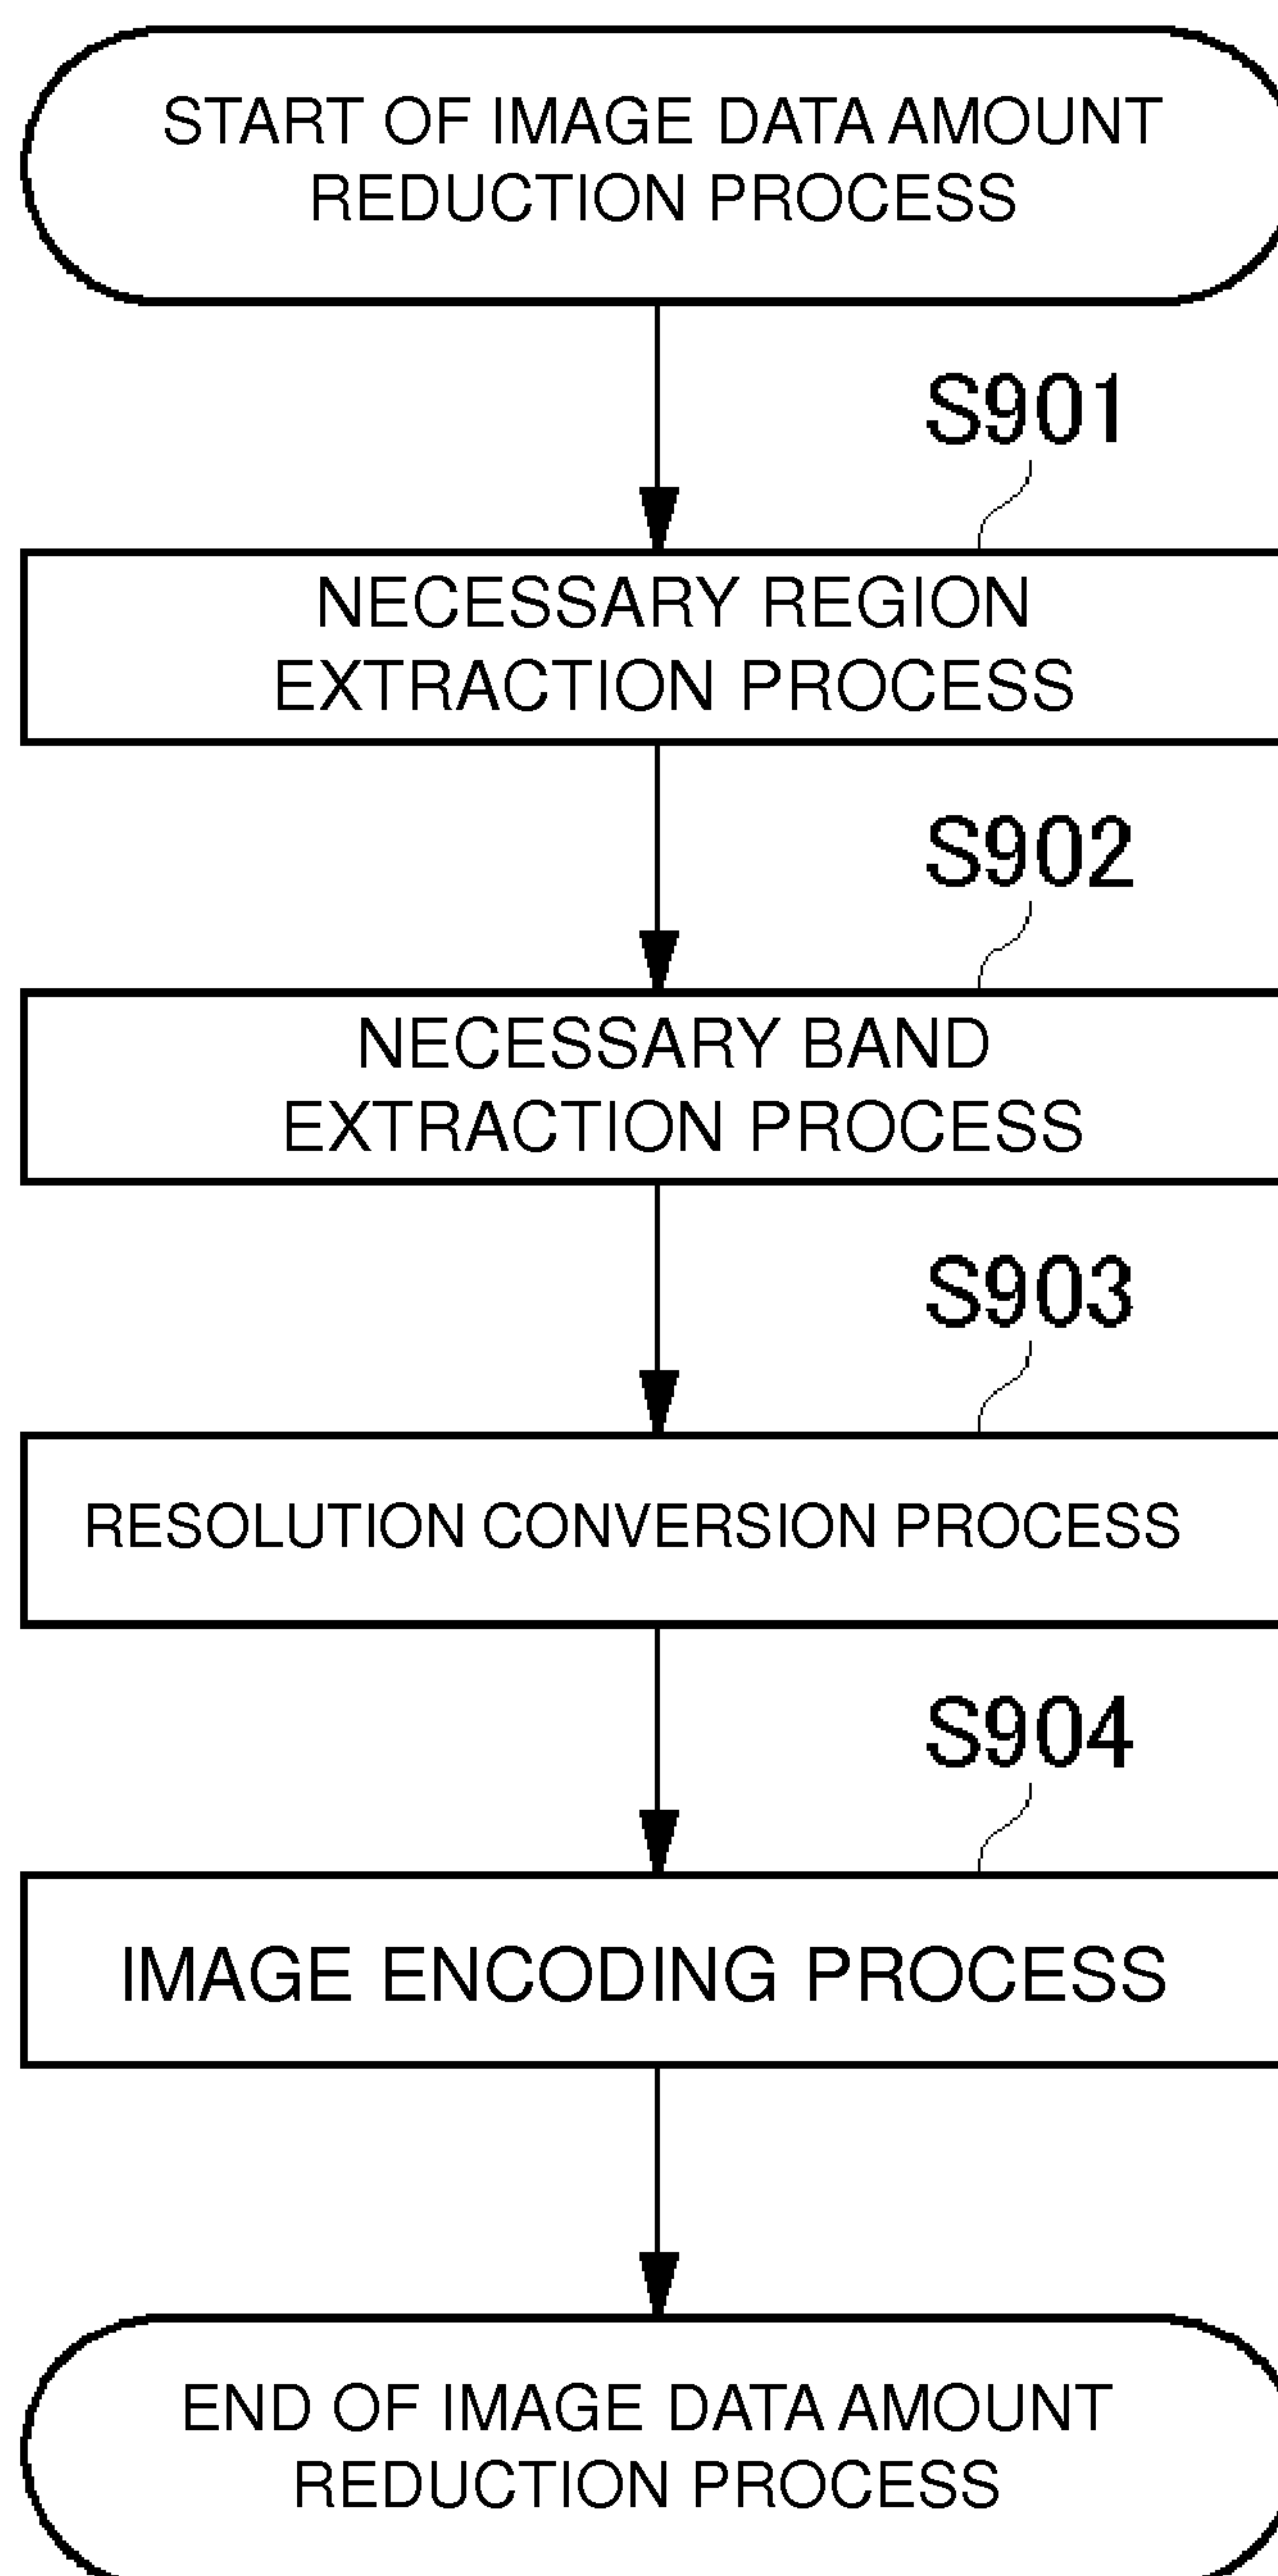 START OF IMAGE DATA AMOUNT
REDUCTION PROCESS
S901
NECESSARY REGION
EXTRACTION PROCESS
S902
NECESSARY BAND
EXTRACTION PROCESS
S903
RESOLUTION CONVERSION PROCESS
S904
IMAGE ENCODING PROCESS
END OF IMAGE DATA AMOUNT
REDUCTION PROCESS